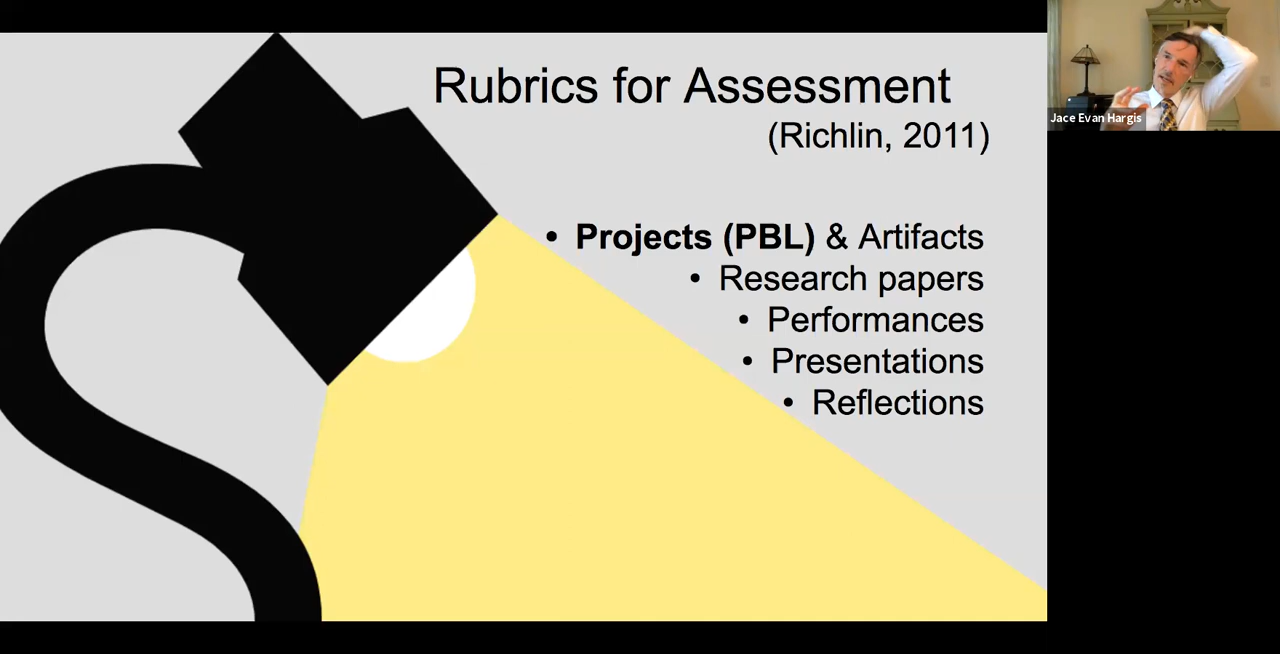 Rubrics for Assessment
(Richlin, 2011)
• Projects (PBL) & Artifacts
• Research papers
• Performances
• Presentations
• Reflections
Jace Evan Hargis